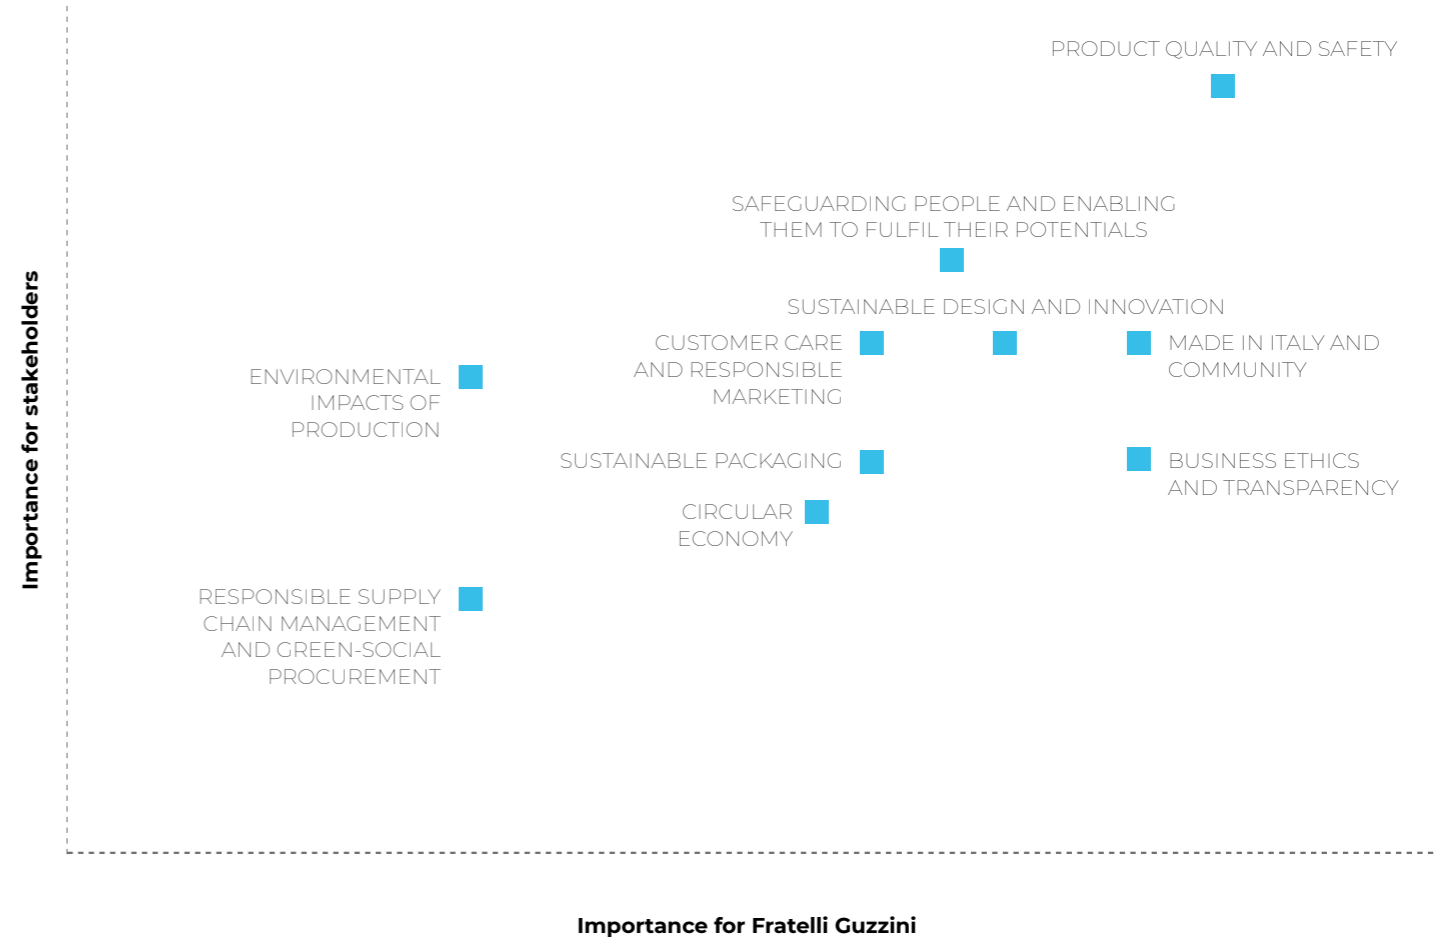 PRODUCT QUALITY AND SAFETY
SAFEGUARDING PEOPLE AND ENABLING
THEM TO FULFIL THEIR POTENTIALS
SUSTAINABLE DESIGN AND INNOVATION
CUSTOMER CARE
AND RESPONSIBLE
MARKETING
MADE IN ITALY AND
COMMUNITY
ENVIRONMENTAL
IMPACTS OF
PRODUCTION
SUSTAINABLE PACKAGING
BUSINESS ETHICS
AND TRANSPARENCY
CIRCULAR
ECONOMY
RESPONSIBLE SUPPLY
CHAIN MANAGEMENT
AND GREEN-SOCIAL
PROCUREMENT
Importance for stakeholders
Importance for Fratelli Guzzini